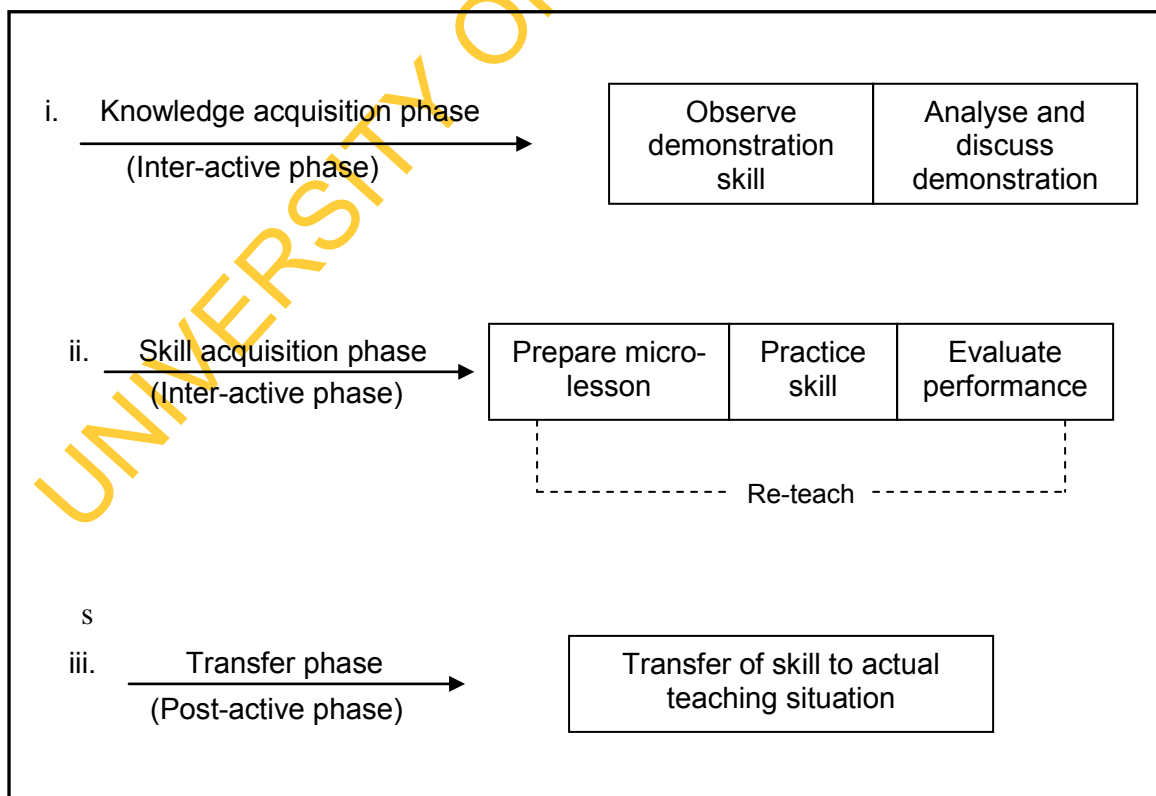 UNIVERSITY OF
i. Knowledge acquisition phase
(Inter-active phase)
Observe
demonstration
skill
Analyse and
discuss
demonstration
ii. Skill acquisition phase
(Inter-active phase)
Prepare micro-
lesson
Practice
skill
Evaluate
performance
Re-teach
s
iii. Transfer phase
(Post-active phase)
Transfer of skill to actual
teaching situation